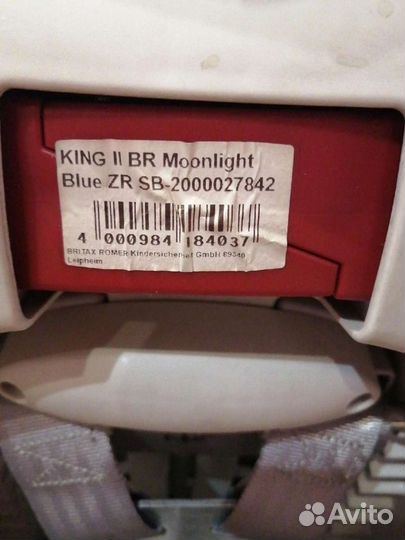 KING II BR Moonlight
Blue ZR SB-2000027842
4 000984 184037
BRITAX RÖMER Kindersicherheit GmbH 89340
Leipheim
Avito